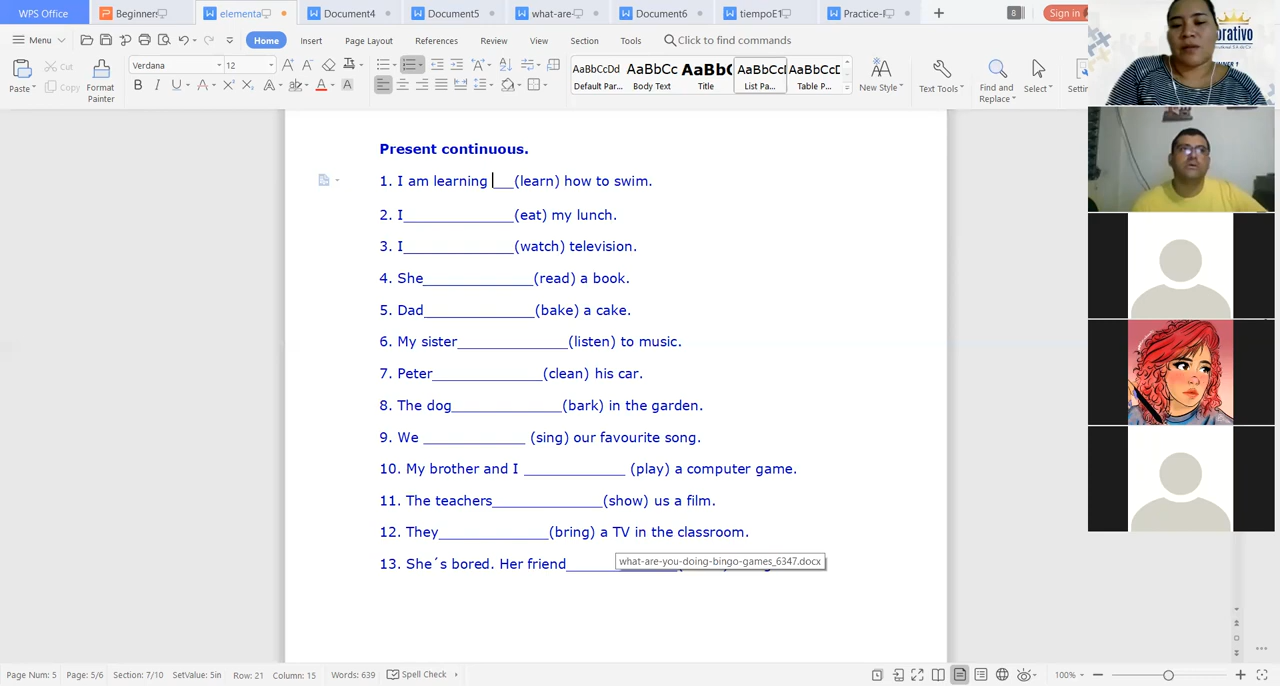 WPS Office
Beginner
elementa
Document4
Document5
what-are-
Document6
tiempoE1
Practice-I
8
Sign in
Menu
Home
Insert
Page Layout
References
Review
View
Section
Tools
Click to find commands
Paste
Cut
Copy
Format Painter
Verdana
12
AaBbCcDd
Default Par...
AaBbCc
Body Text
AaBb(
Title
AaBbCcI
List Pa...
AaBbCcD
Table P...
New Style
Text Tools
Find and Replace
Select
Settin
orativo
Present continuous.
1. I am learning ___(learn) how to swim.
2. I______________(eat) my lunch.
3. I______________(watch) television.
4. She______________(read) a book.
5. Dad______________(bake) a cake.
6. My sister______________(listen) to music.
7. Peter______________(clean) his car.
8. The dog______________(bark) in the garden.
9. We _____________ (sing) our favourite song.
10. My brother and I _____________ (play) a computer game.
11. The teachers______________(show) us a film.
12. They______________(bring) a TV in the classroom.
13. She´s bored. Her friend______________
what-are-you-doing-bingo-games_6347.docx
Page Num: 5
Page: 5/6
Section: 7/10
SetValue: 5in
Row: 21
Column: 15
Words: 639
Spell Check
100%